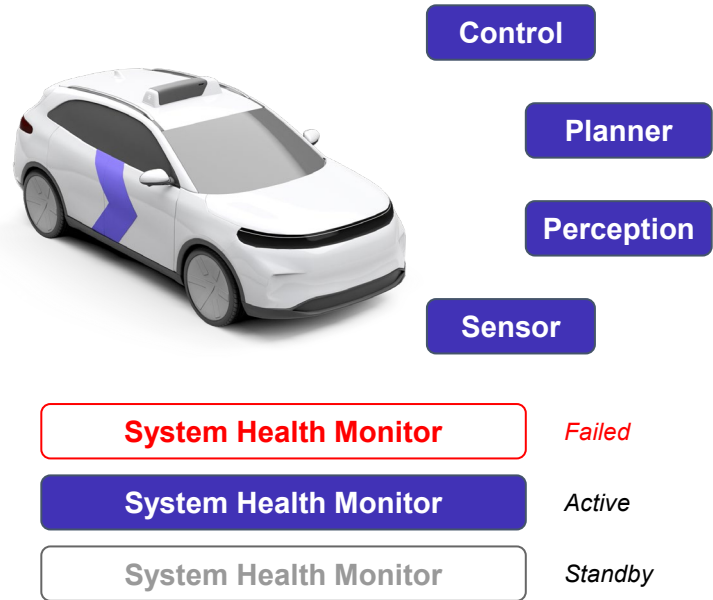 Control
Planner
Perception
Sensor
System Health Monitor Failed
System Health Monitor Active
System Health Monitor Standby